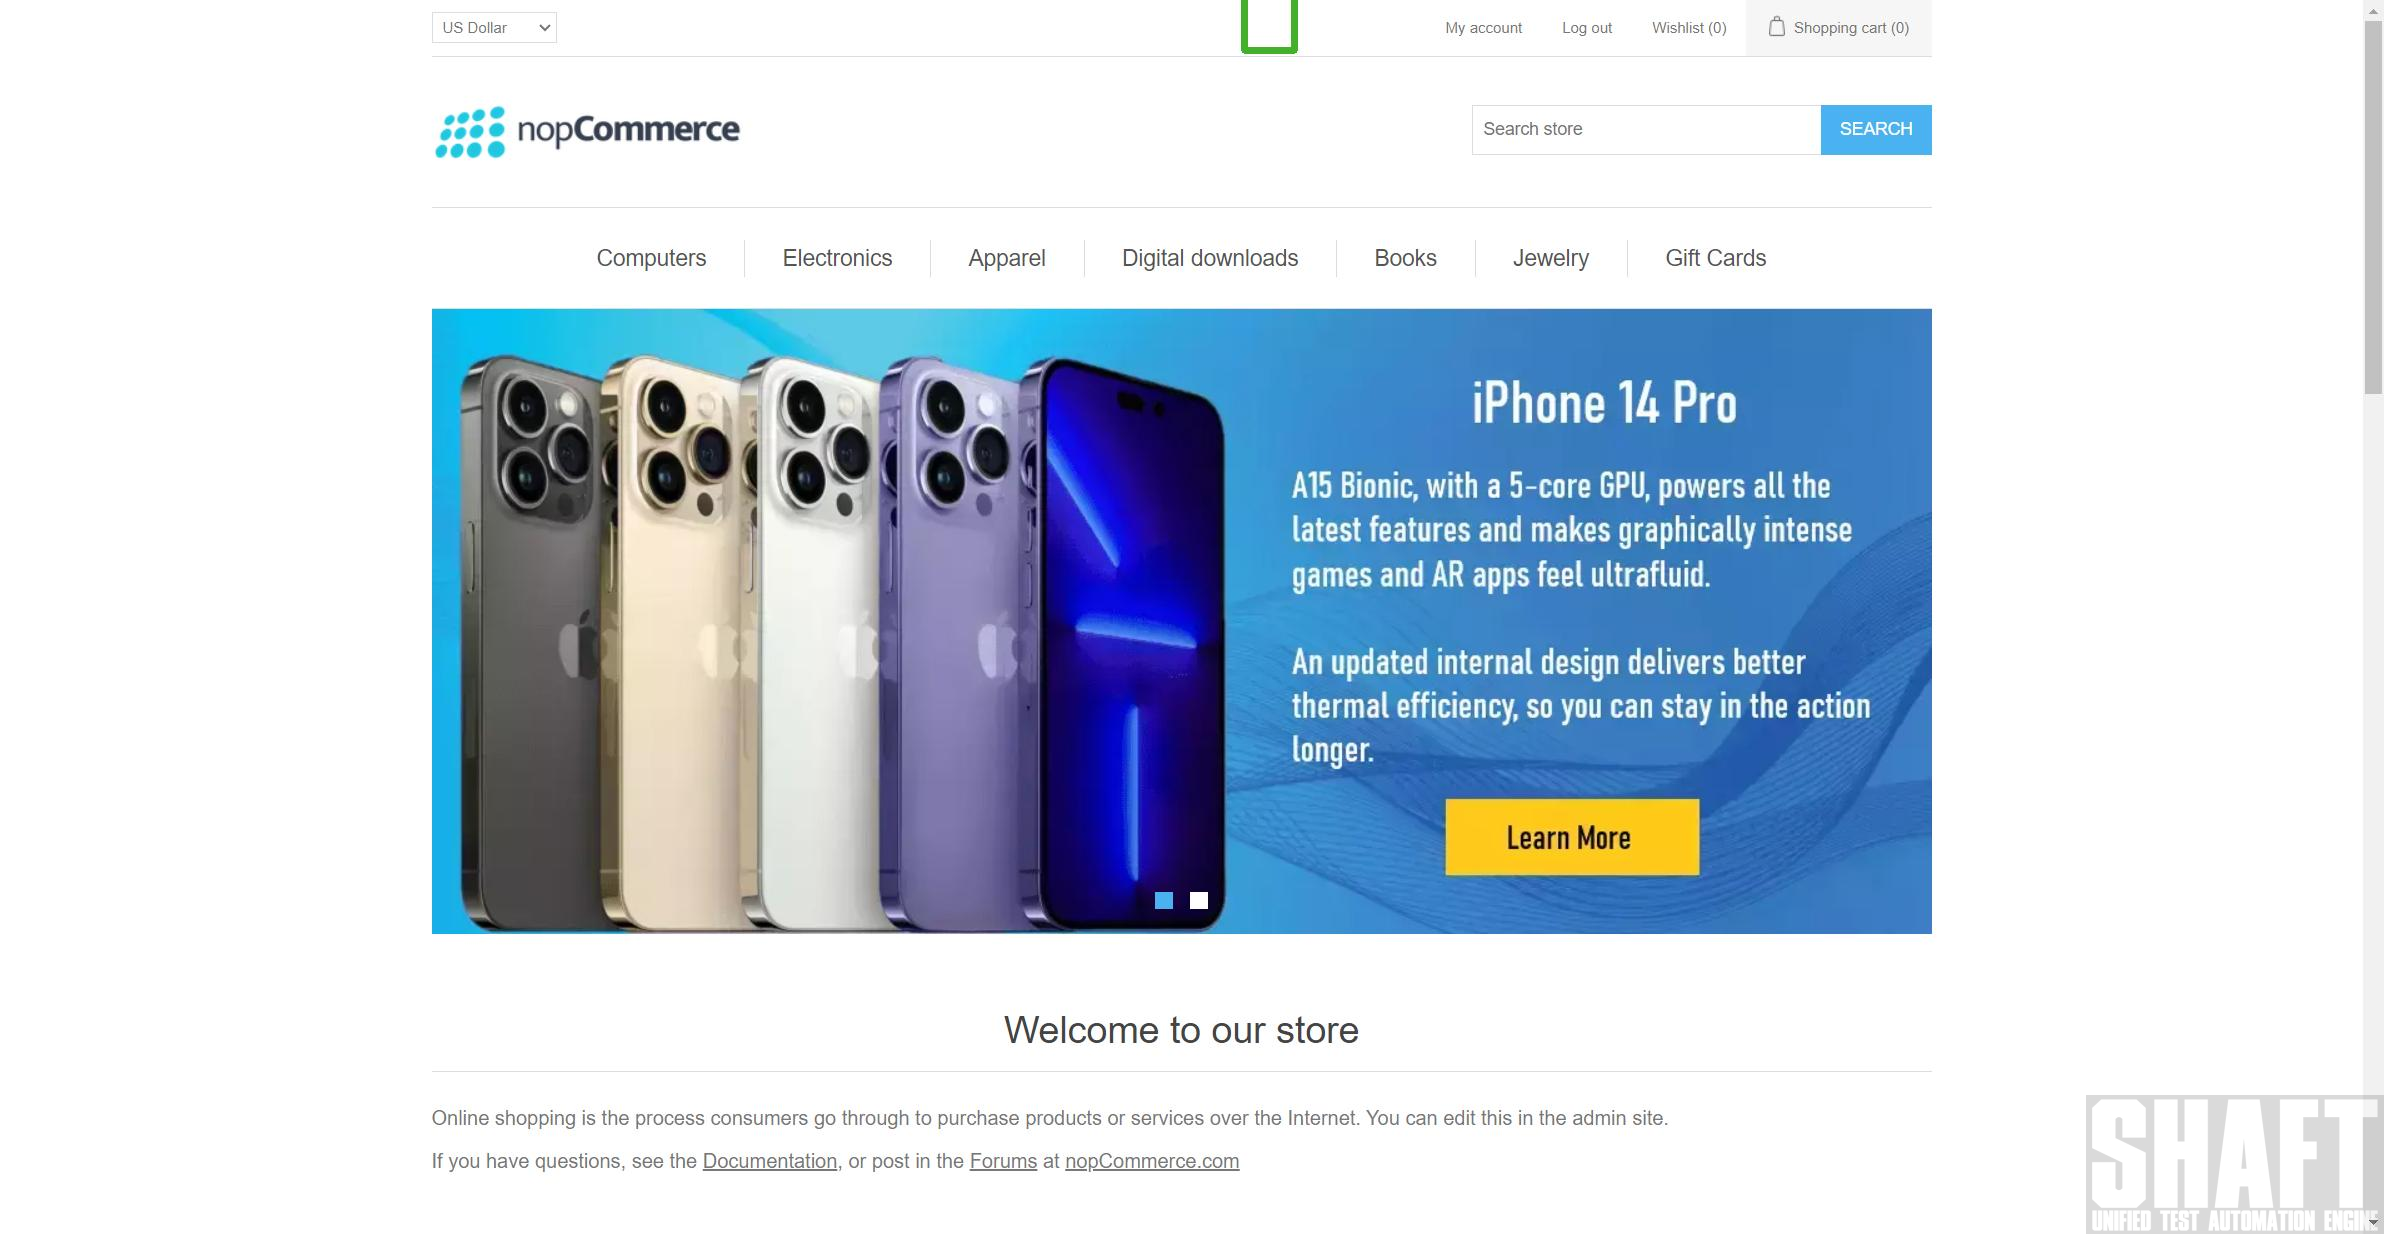 US Dollar
My account
Log out
Wishlist (0)
Shopping cart (0)
nopCommerce
Search store
SEARCH
Computers
Electronics
Apparel
Digital downloads
Books
Jewelry
Gift Cards
iPhone 14 Pro
A15 Bionic, with a 5-core GPU, powers all the
latest features and makes graphically intense
games and AR apps feel ultrafluid.
An updated internal design delivers better
thermal efficiency, so you can stay in the action
longer.
Learn More
Welcome to our store
Online shopping is the process consumers go through to purchase products or services over the Internet. You can edit this in the admin site.
If you have questions, see the Documentation, or post in the Forums at nopCommerce.com
SHAFT
UNIFIED TEST AUTOMATION ENGINE